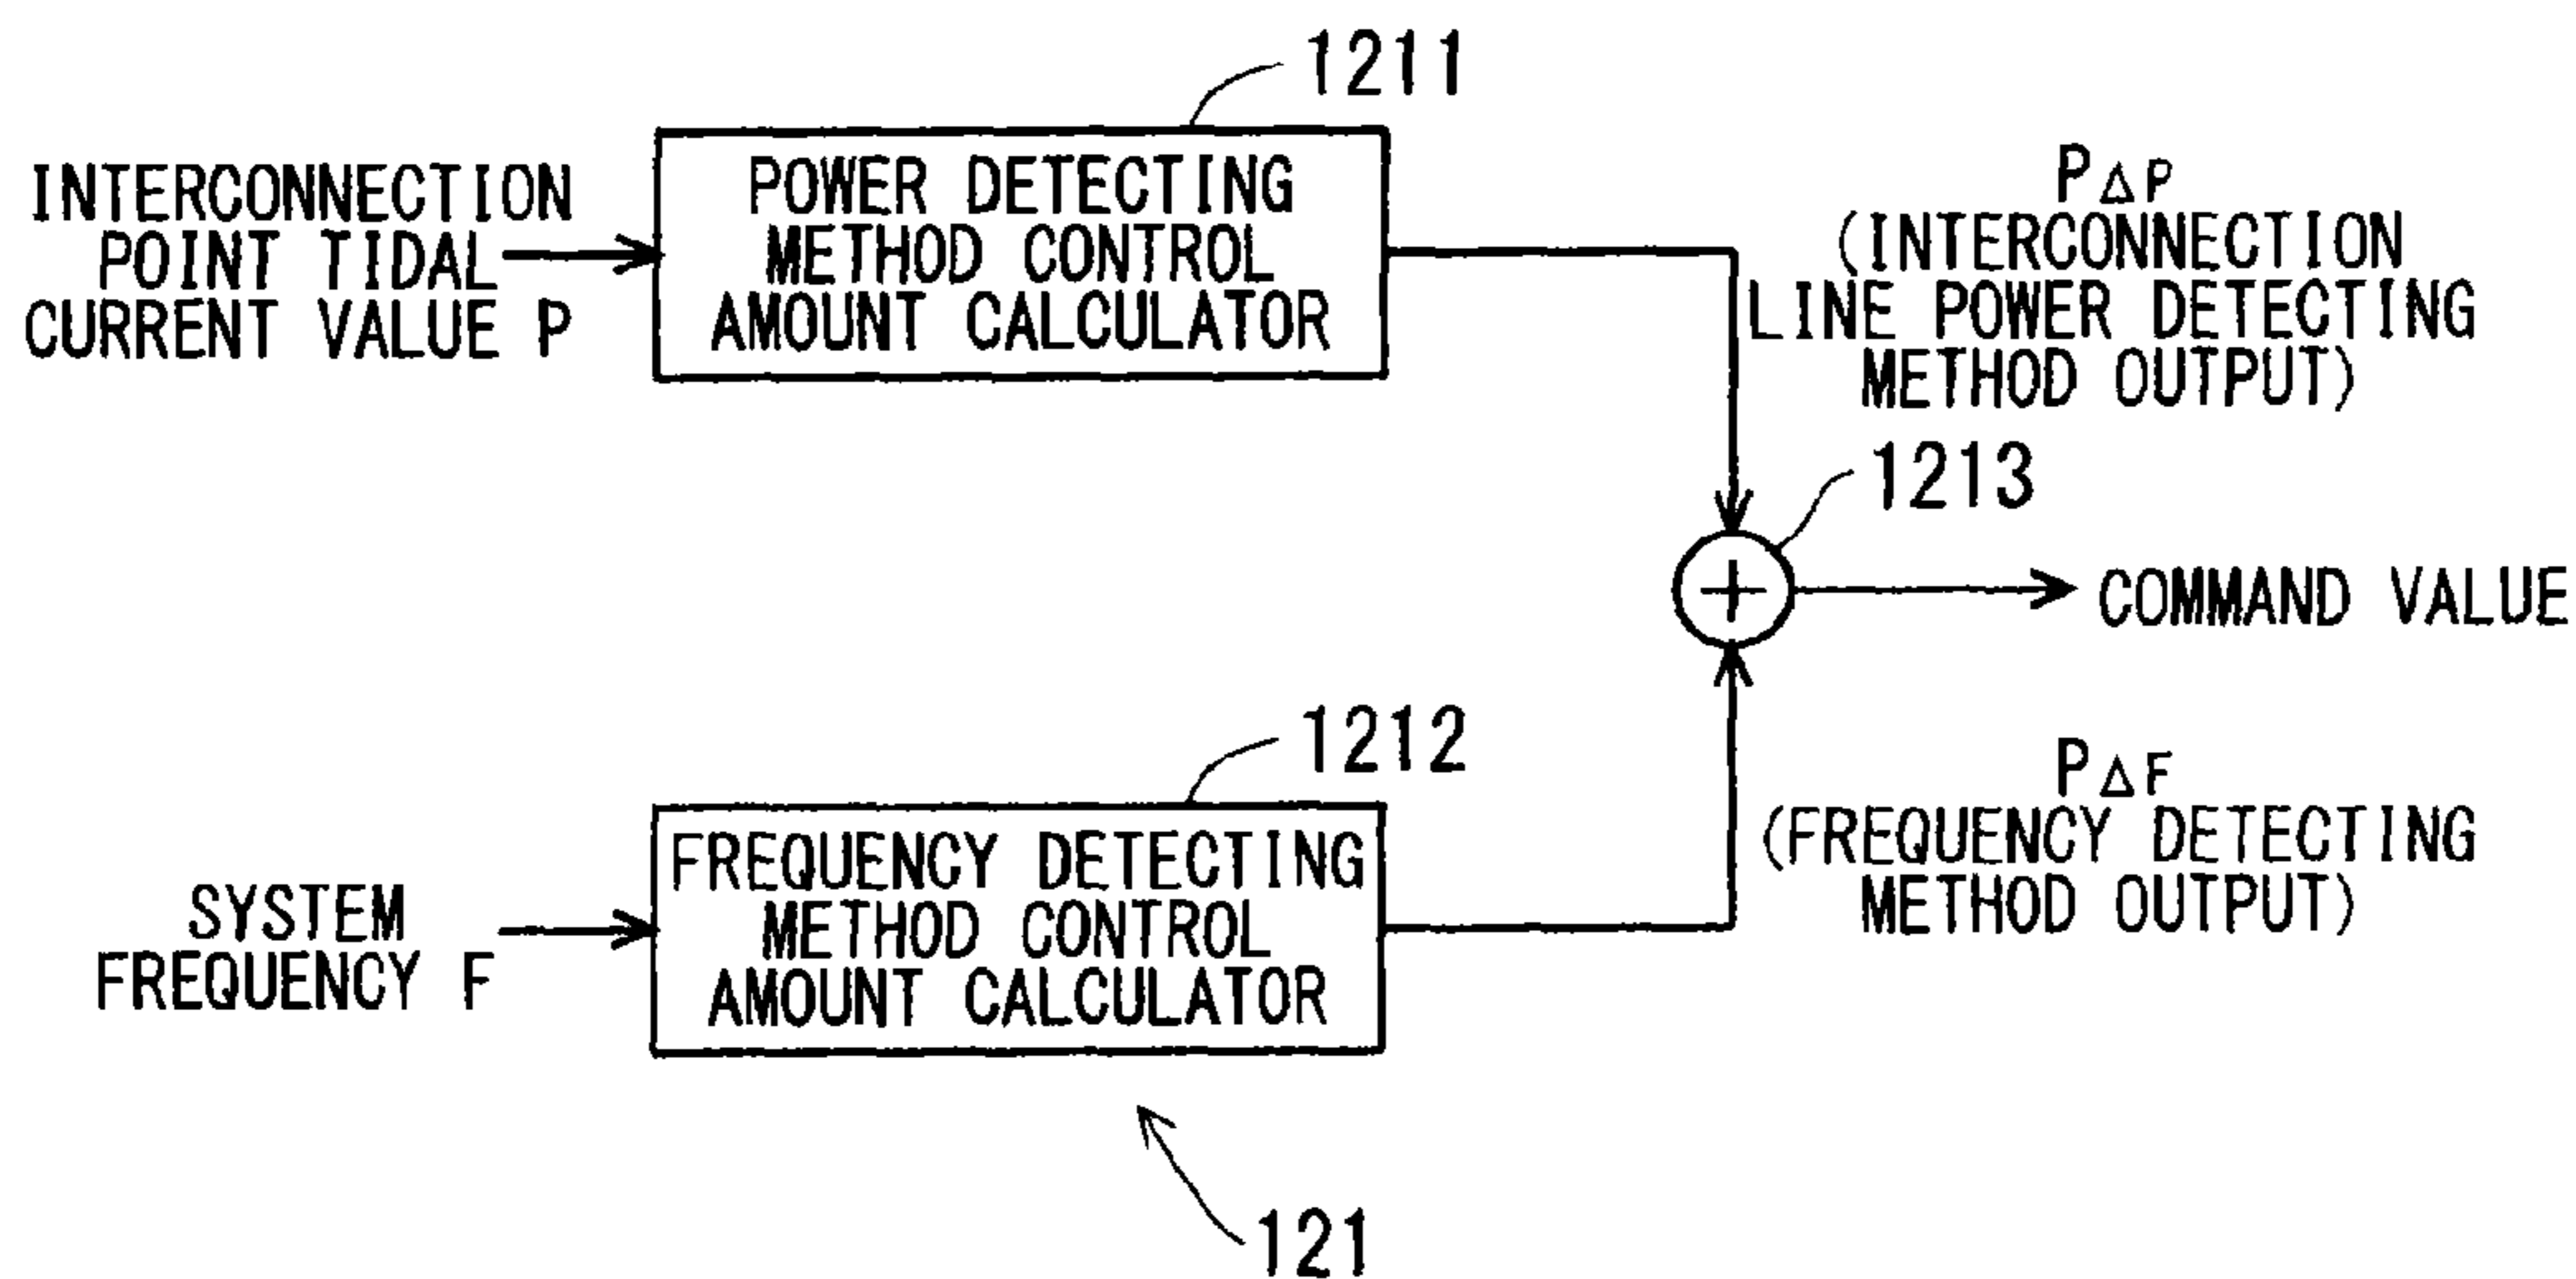 1211
INTERCONNECTION
POINT TIDAL
CURRENT VALUE P
POWER DETECTING
METHOD CONTROL
AMOUNT CALCULATOR
P△P
(INTERCONNECTION
LINE POWER DETECTING
METHOD OUTPUT)
1213
+
COMMAND VALUE
1212
SYSTEM
FREQUENCY F
FREQUENCY DETECTING
METHOD CONTROL
AMOUNT CALCULATOR
P△F
(FREQUENCY DETECTING
METHOD OUTPUT)
121